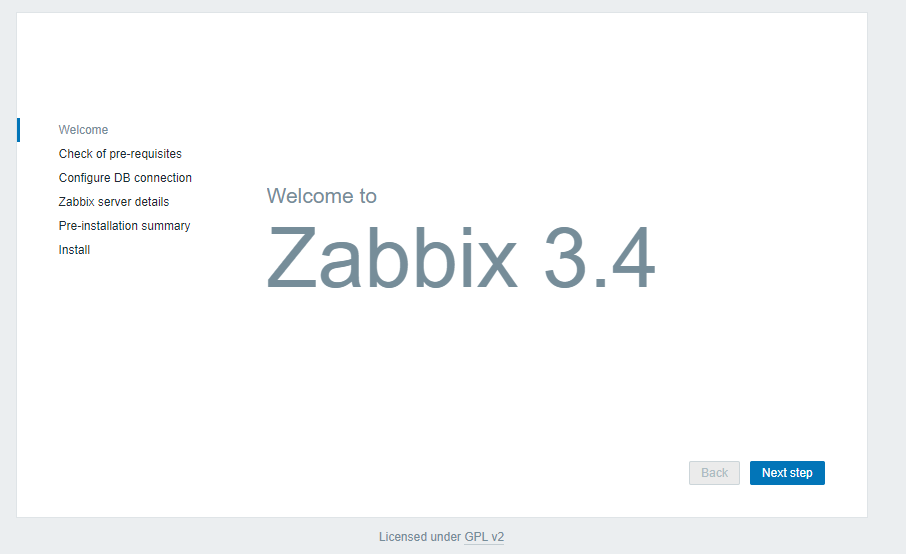 Welcome
Check of pre-requisites
Configure DB connection
Zabbix server details
Pre-installation summary
Install
Welcome to
Zabbix 3.4
Back
Next step
Licensed under GPL v2